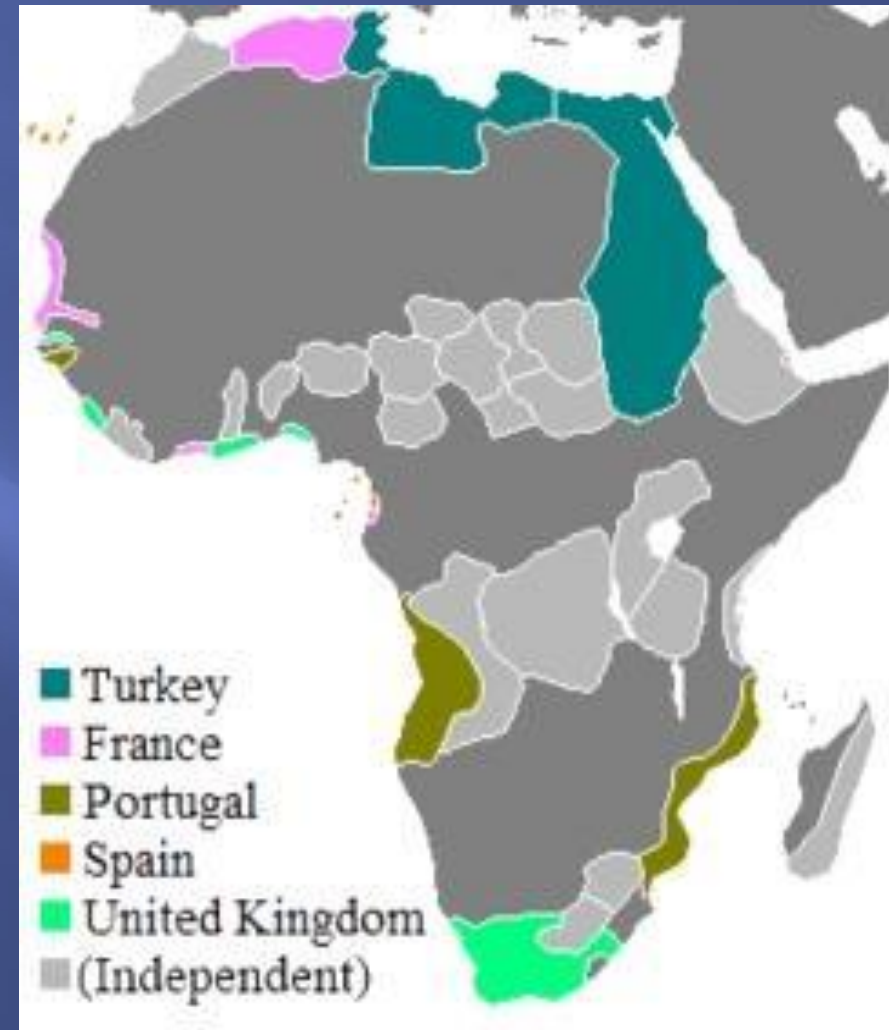 Turkey
France
Portugal
Spain
United Kingdom
(Independent)